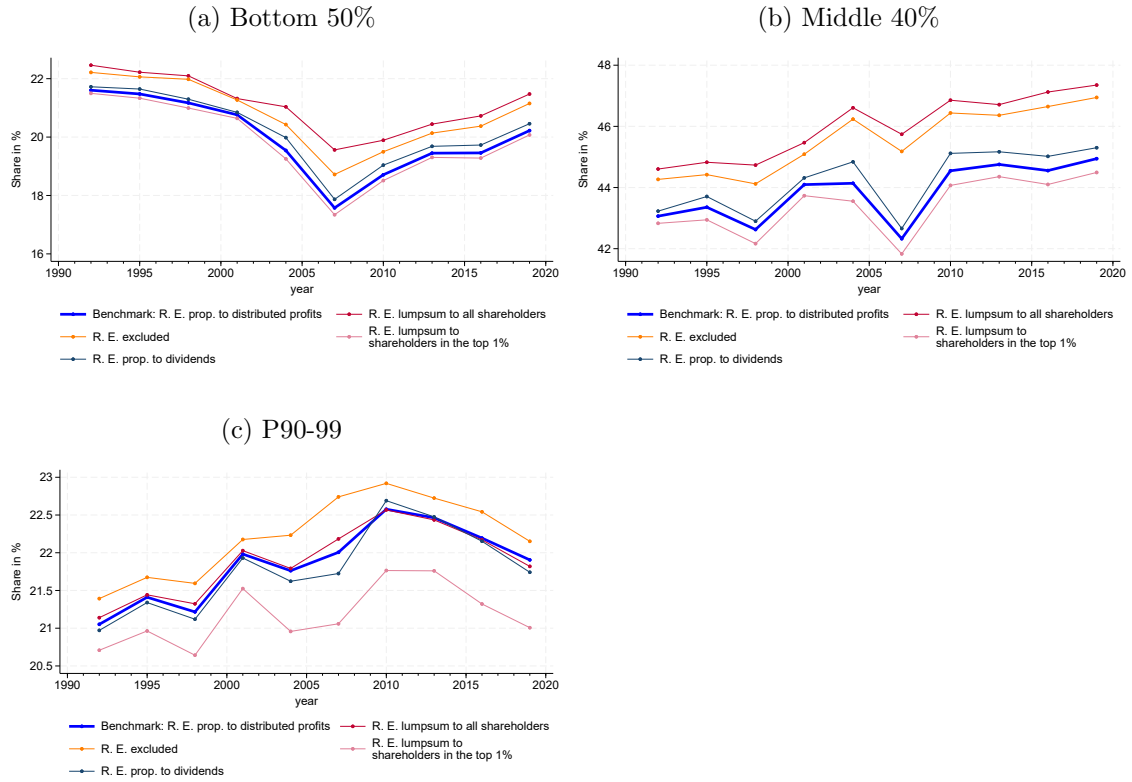 (a) Bottom 50%
22
20
18
16
Share in %
1990 1995 2000 2005 2010 2015 2020
year
Benchmark: R. E. prop. to distributed profits
R. E. excluded
R. E. prop. to dividends
R. E. lumpsum to all shareholders
R. E. lumpsum to
shareholders in the top 1%
(b) Middle 40%
48
46
44
42
Share in %
1990 1995 2000 2005 2010 2015 2020
year
Benchmark: R. E. prop. to distributed profits
R. E. excluded
R. E. prop. to dividends
R. E. lumpsum to all shareholders
R. E. lumpsum to
shareholders in the top 1%
(c) P90-99
23
22.5
22
21.5
21
20.5
Share in %
1990 1995 2000 2005 2010 2015 2020
year
Benchmark: R. E. prop. to distributed profits
R. E. excluded
R. E. prop. to dividends
R. E. lumpsum to all shareholders
R. E. lumpsum to
shareholders in the top 1%